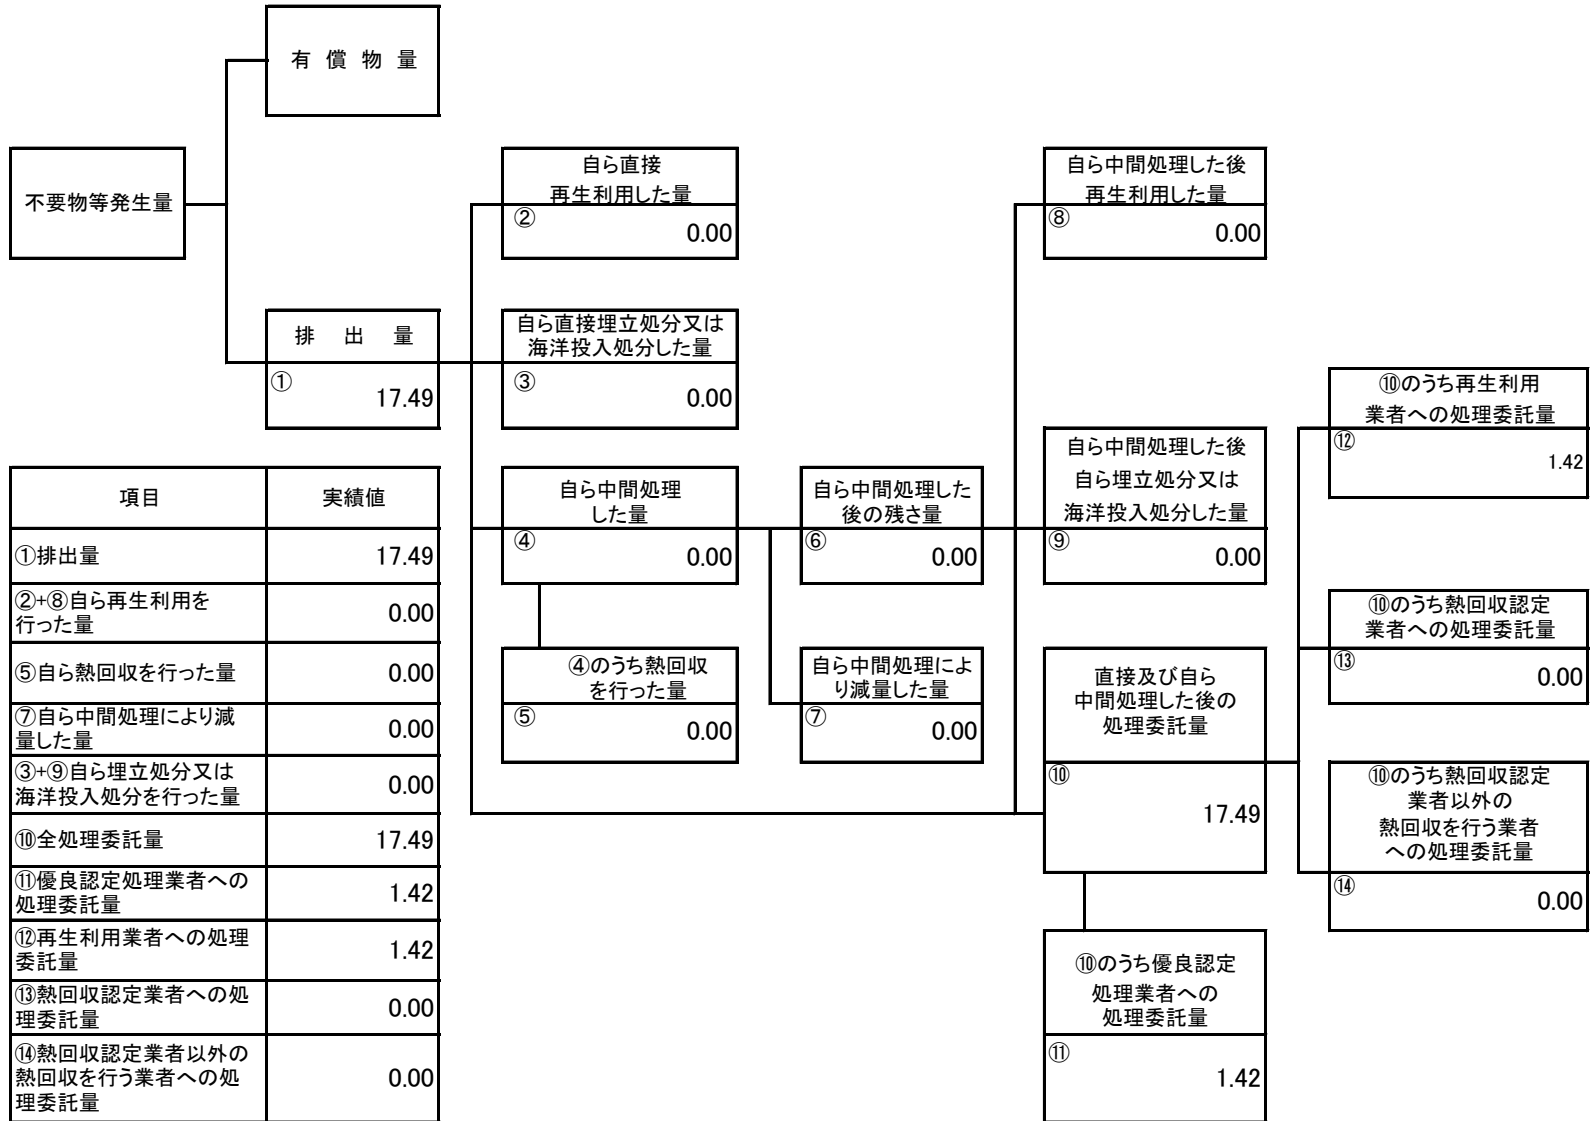 有 償 物 量
不要物等発生量
自ら直接
再生利用した量
②
0.00
自ら中間処理した後
再生利用した量
⑧
0.00
排 出 量
①
17.49
自ら直接埋立処分又は
海洋投入処分した量
③
0.00
⑩のうち再生利用
業者への処理委託量
⑫
1.42
自ら中間処理
した量
④
0.00
自ら中間処理した
後の残さ量
⑥
0.00
自ら中間処理した後
自ら埋立処分又は
海洋投入処分した量
⑨
0.00
⑩のうち熱回収認定
業者への処理委託量
⑬
0.00
④のうち熱回収
を行った量
⑤
0.00
自ら中間処理によ
り減量した量
⑦
0.00
直接及び自ら
中間処理した後の
処理委託量
⑩
17.49
⑩のうち熱回収認定
業者以外の
熱回収を行う業者
への処理委託量
⑭
0.00
⑩のうち優良認定
処理業者への
処理委託量
⑪
1.42
項目 実績値
①排出量 17.49
②+⑧自ら再生利用を
行った量 0.00
⑤自ら熱回収を行った量 0.00
⑦自ら中間処理により減
量した量 0.00
③+⑨自ら埋立処分又は
海洋投入処分を行った量 0.00
⑩全処理委託量 17.49
⑪優良認定処理業者への
処理委託量 1.42
⑫再生利用業者への処理
委託量 1.42
⑬熱回収認定業者への処
理委託量 0.00
⑭熱回収認定業者以外の
熱回収を行う業者への処
理委託量 0.00